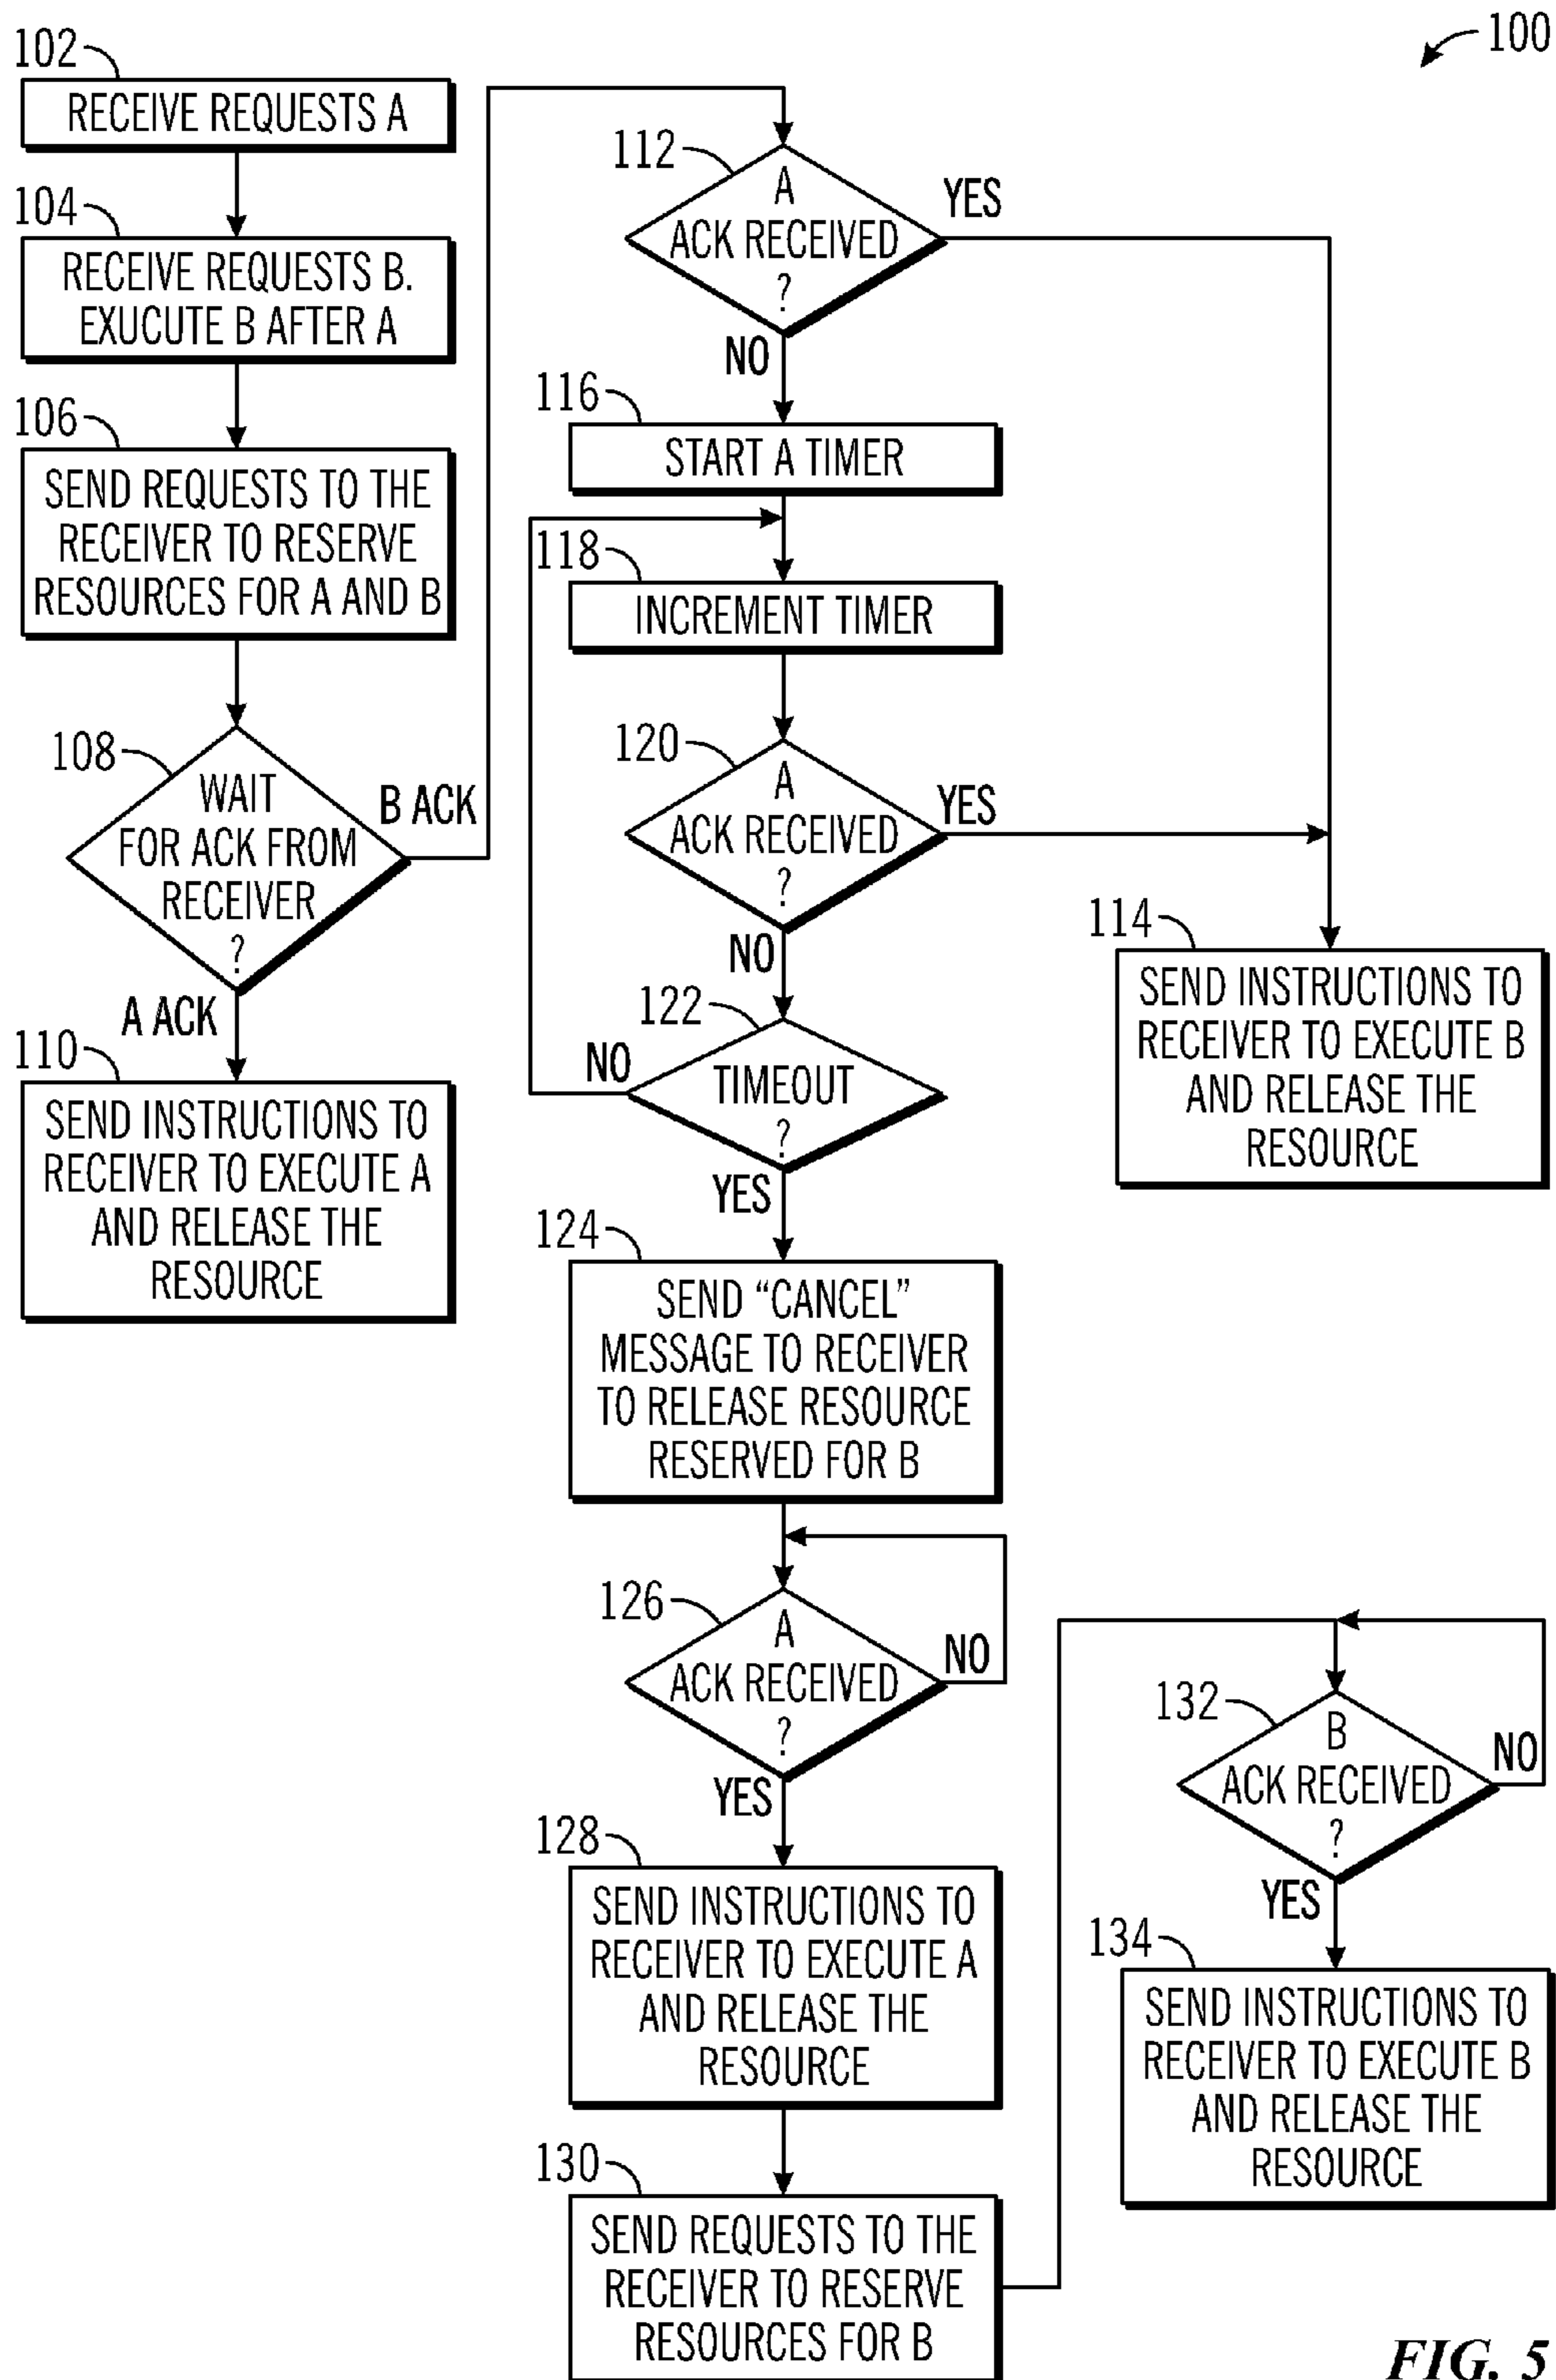 100
102
RECEIVE REQUESTS A
104
RECEIVE REQUESTS B.
EXUCUTE B AFTER A
106
SEND REQUESTS TO THE
RECEIVER TO RESERVE
RESOURCES FOR A AND B
108
WAIT
FOR ACK FROM
RECEIVER
?
B ACK
A ACK
110
SEND INSTRUCTIONS TO
RECEIVER TO EXECUTE A
AND RELEASE THE
RESOURCE
112
A
ACK RECEIVED
?
YES
NO
116
START A TIMER
118
INCREMENT TIMER
120
A
ACK RECEIVED
?
YES
NO
114
SEND INSTRUCTIONS TO
RECEIVER TO EXECUTE B
AND RELEASE THE
RESOURCE
122
TIMEOUT
?
NO
YES
124
SEND “CANCEL”
MESSAGE TO RECEIVER
TO RELEASE RESOURCE
RESERVED FOR B
126
A
ACK RECEIVED
?
NO
YES
128
SEND INSTRUCTIONS TO
RECEIVER TO EXECUTE A
AND RELEASE THE
RESOURCE
130
SEND REQUESTS TO THE
RECEIVER TO RESERVE
RESOURCES FOR B
132
B
ACK RECEIVED
?
NO
YES
134
SEND INSTRUCTIONS TO
RECEIVER TO EXECUTE B
AND RELEASE THE
RESOURCE
FIG. 5